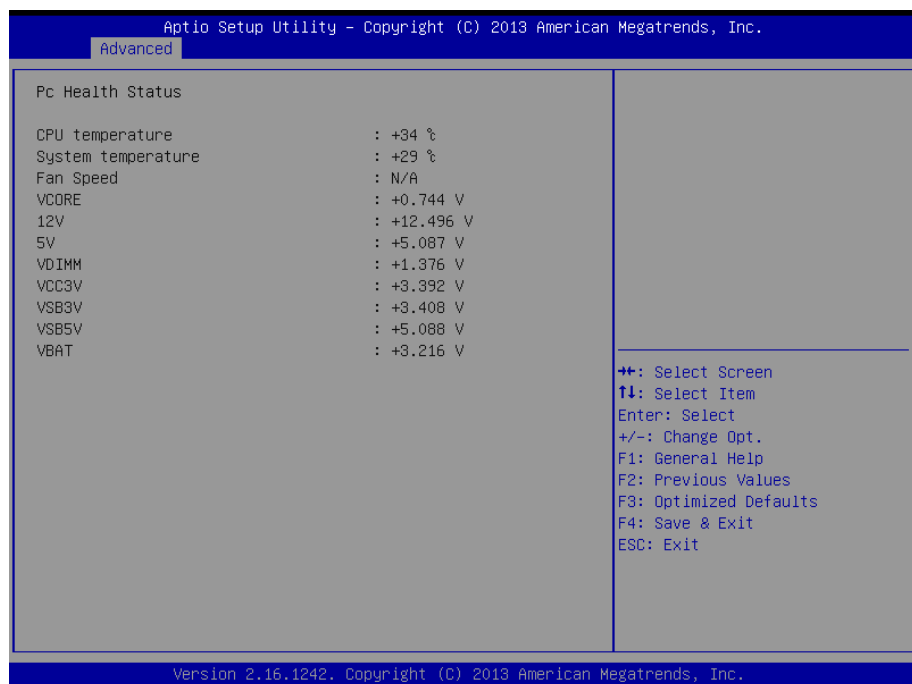 Aptio Setup Utility – Copyright (C) 2013 American Megatrends, Inc.
Advanced
Pc Health Status
CPU temperature : +34 ℃
System temperature : +29 ℃
Fan Speed : N/A
VCORE : +0.744 V
12V : +12.496 V
5V : +5.087 V
VDIMM : +1.376 V
VCC3V : +3.392 V
VSB3V : +3.408 V
VSB5V : +5.088 V
VBAT : +3.216 V
→←: Select Screen
↑↓: Select Item
Enter: Select
+/-: Change Opt.
F1: General Help
F2: Previous Values
F3: Optimized Defaults
F4: Save & Exit
ESC: Exit
Version 2.16.1242. Copyright (C) 2013 American Megatrends, Inc.